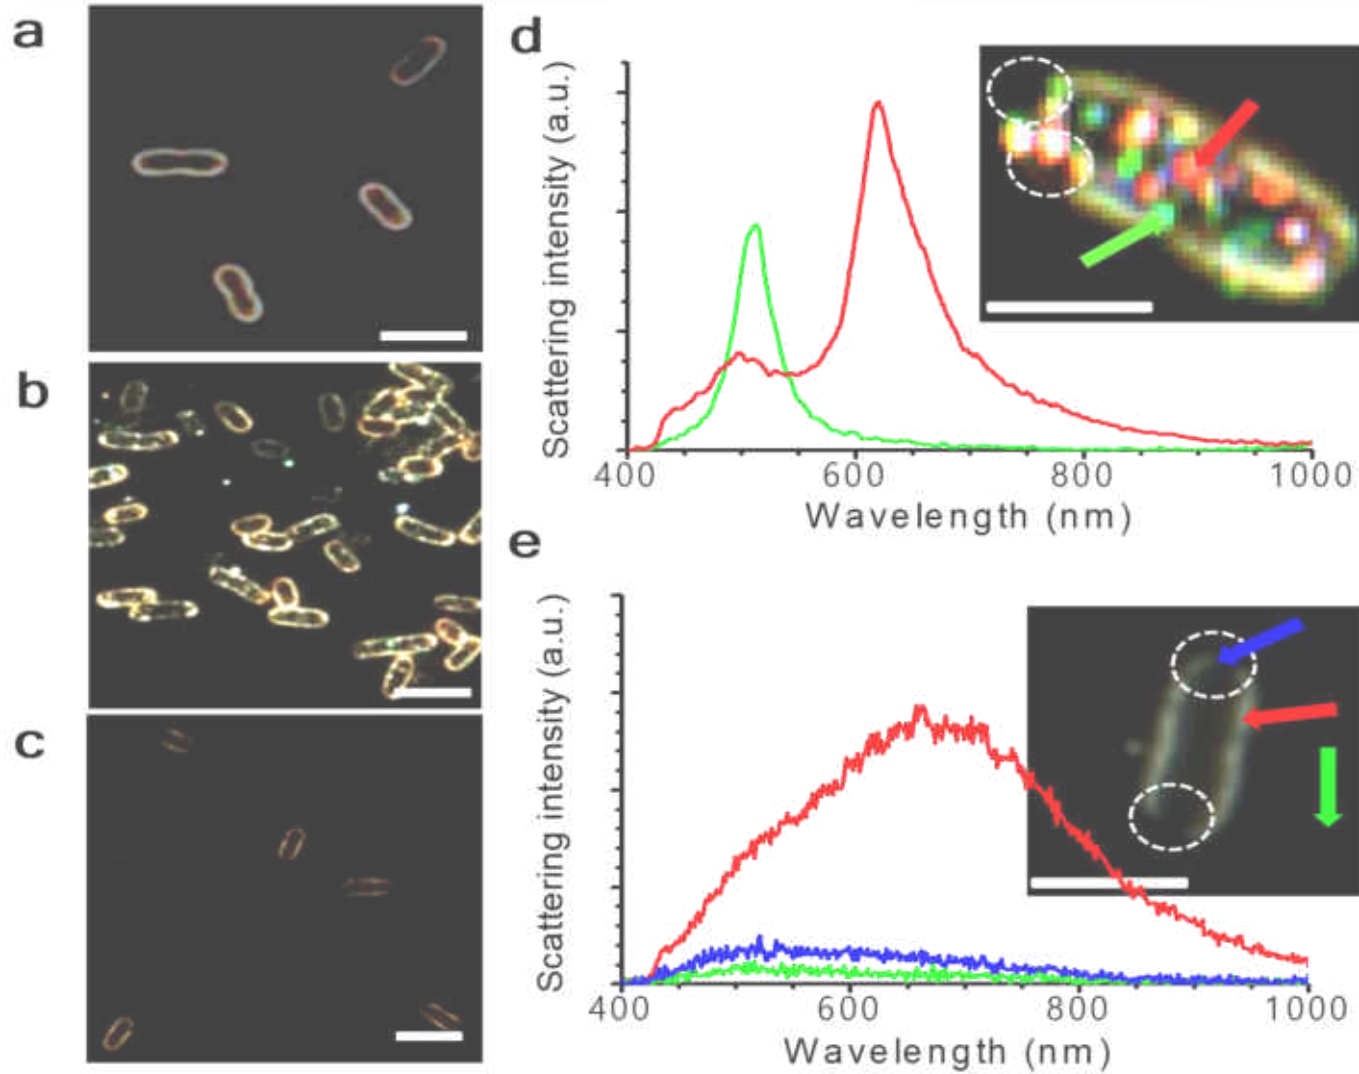 a
b
c
d
Scattering intensity (a.u.)
400 600 800 1000
Wavelength (nm)
e
Scattering intensity (a.u.)
400 600 800 1000
Wavelength (nm)